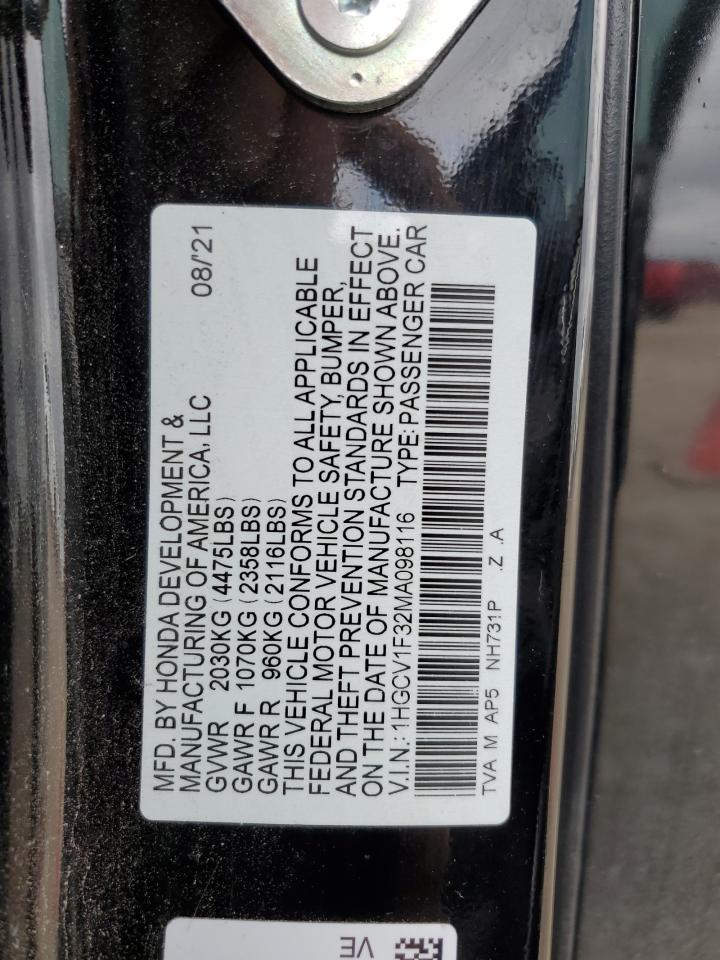 MFD. BY HONDA DEVELOPMENT &
MANUFACTURING OF AMERICA, LLC 08/'21
GVWR 2030KG (4475LBS)
GAWR F 1070KG (2358LBS)
GAWR R 960KG (2116LBS)
THIS VEHICLE CONFORMS TO ALL APPLICABLE
FEDERAL MOTOR VEHICLE SAFETY, BUMPER,
AND THEFT PREVENTION STANDARDS IN EFFECT
ON THE DATE OF MANUFACTURE SHOWN ABOVE.
V.I.N.: 1HGCV1F32MA098116 TYPE: PASSENGER CAR
TVA M AP5 NH731P .Z .A
VE